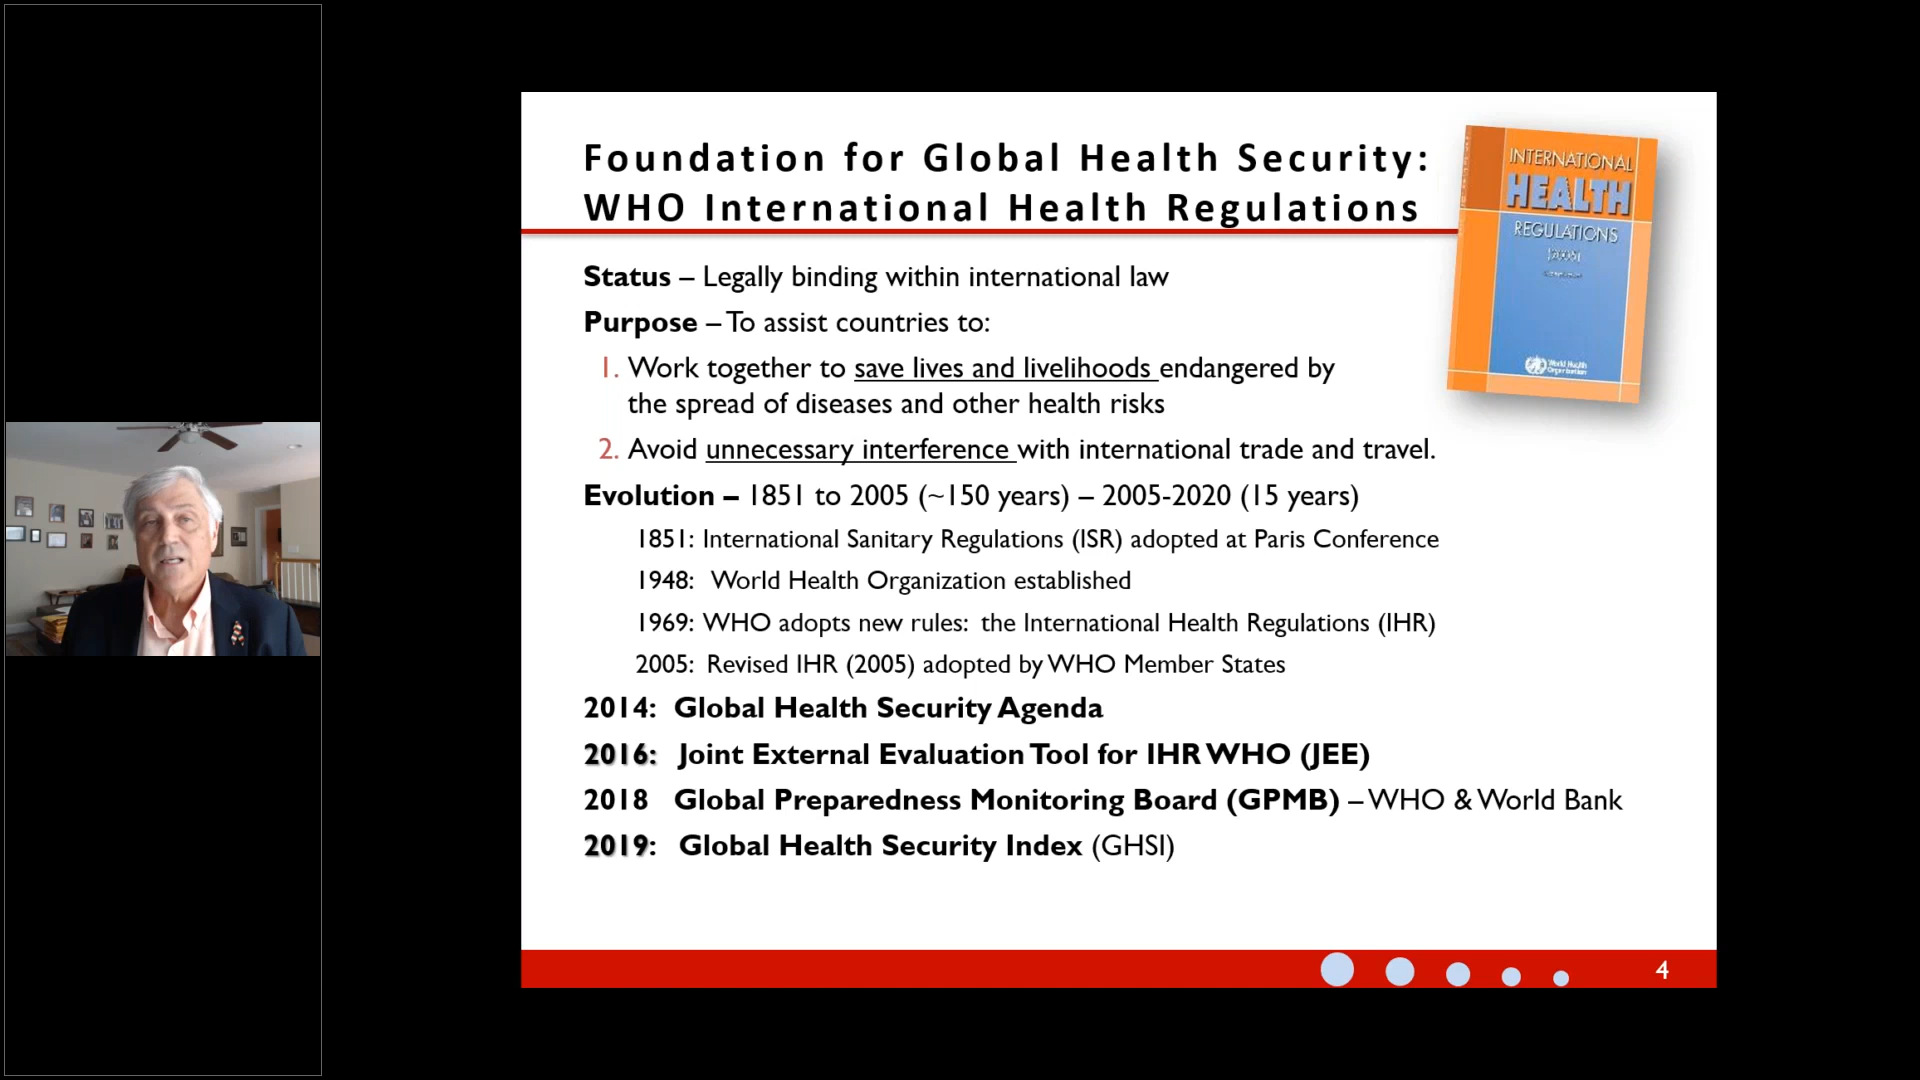 Foundation for Global Health Security:
WHO International Health Regulations
INTERNATIONAL
HEALTH
REGULATIONS
(2005)
World Health
Organization
Status – Legally binding within international law
Purpose – To assist countries to:
1. Work together to save lives and livelihoods endangered by
the spread of diseases and other health risks
2. Avoid unnecessary interference with international trade and travel.
Evolution – 1851 to 2005 (~150 years) – 2005-2020 (15 years)
1851: International Sanitary Regulations (ISR) adopted at Paris Conference
1948: World Health Organization established
1969: WHO adopts new rules: the International Health Regulations (IHR)
2005: Revised IHR (2005) adopted by WHO Member States
2014: Global Health Security Agenda
2016: Joint External Evaluation Tool for IHR WHO (JEE)
2018 Global Preparedness Monitoring Board (GPMB) – WHO & World Bank
2019: Global Health Security Index (GHSI)
4